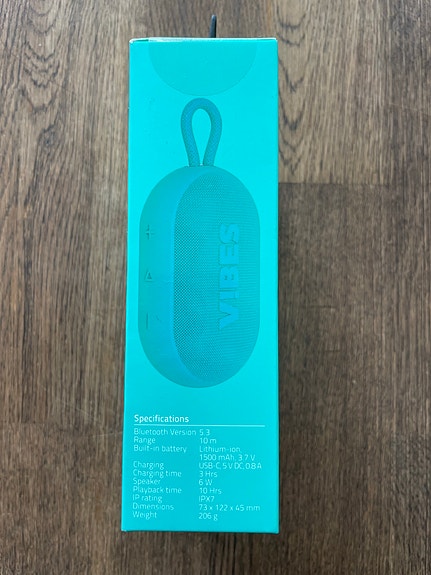 VIBES
Specifications
Bluetooth Version 5.3
Range 10 m
Built-in battery Lithium-ion,
1500 mAh, 3.7 V
Charging USB-C, 5 V DC, 0.8 A
Charging time 3 Hrs
Speaker 6 W
Playback time 10 Hrs
IP rating IPX7
Dimensions 73 x 122 x 45 mm
Weight 206 g